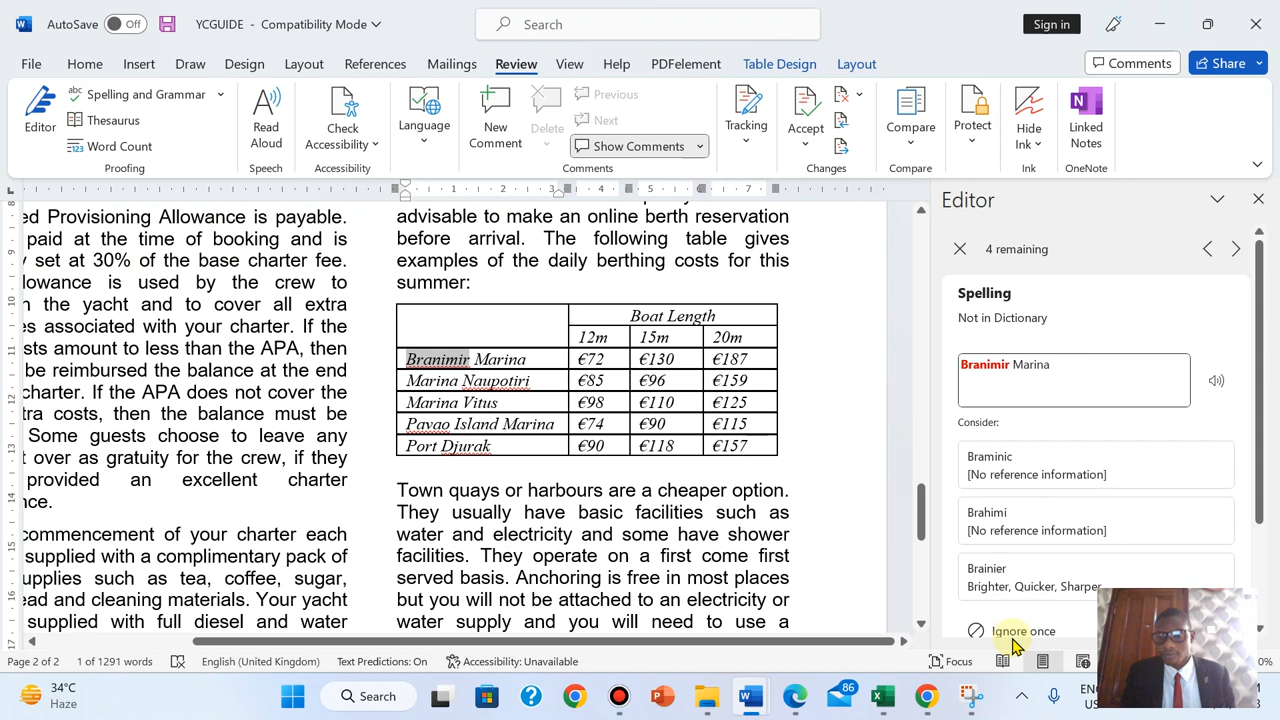 AutoSave Off YCGUIDE - Compatibility Mode Search Sign in
File Home Insert Draw Design Layout References Mailings Review View Help PDFelement Table Design Layout Comments Share
Spelling and Grammar
Thesaurus
Word Count
Editor
Proofing
Read Aloud
Speech
Check Accessibility
Accessibility
Language
New Comment
Delete
Previous
Next
Show Comments
Comments
Tracking
Accept
Changes
Compare
Compare
Protect
Hide Ink
Ink
Linked Notes
OneNote
1 2 3 4 5 6 7
ed Provisioning Allowance is payable.
paid at the time of booking and is
set at 30% of the base charter fee.
owance is used by the crew to
the yacht and to cover all extra
es associated with your charter. If the
sts amount to less than the APA, then
be reimbursed the balance at the end
charter. If the APA does not cover the
tra costs, then the balance must be
Some guests choose to leave any
t over as gratuity for the crew, if they
provided an excellent charter
nce.
commencement of your charter each
supplied with a complimentary pack of
upplies such as tea, coffee, sugar,
ead and cleaning materials. Your yacht
supplied with full diesel and water
advisable to make an online berth reservation
before arrival. The following table gives
examples of the daily berthing costs for this
summer:
Boat Length
12m 15m 20m
Branimir Marina €72 €130 €187
Marina Naupotiri €85 €96 €159
Marina Vitus €98 €110 €125
Pavao Island Marina €74 €90 €115
Port Djurak €90 €118 €157
Town quays or harbours are a cheaper option.
They usually have basic facilities such as
water and electricity and some have shower
facilities. They operate on a first come first
served basis. Anchoring is free in most places
but you will not be attached to an electricity or
water supply and you will need to use a
Editor
4 remaining
Spelling
Not in Dictionary
Branimir Marina
Consider:
Braminic
[No reference information]
Brahimi
[No reference information]
Brainier
Brighter, Quicker, Sharper
Ignore once
Page 2 of 2 1 of 1291 words English (United Kingdom) Text Predictions: On Accessibility: Unavailable Focus 0%
34°C
Haze
Search
86
ENG
US